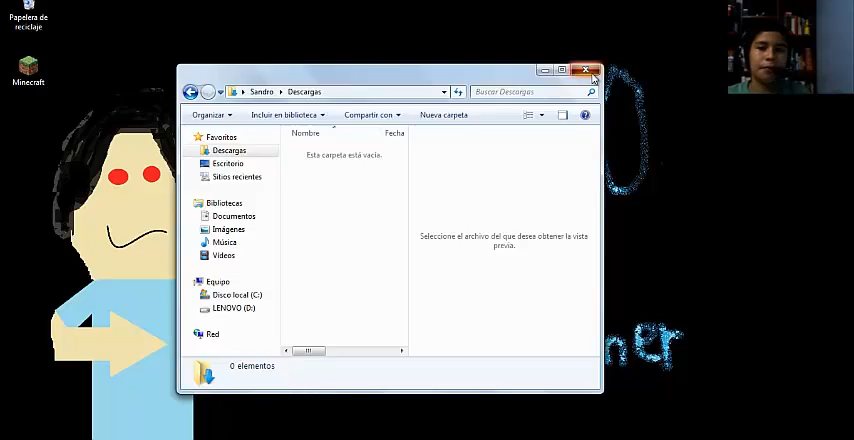 Papelera de
reciclaje
Minecraft
Sandro
Descargas
Buscar Descargas
Organizar
Incluir en biblioteca
Compartir con
Nueva carpeta
Favoritos
Descargas
Escritorio
Sitios recientes
Bibliotecas
Documentos
Imágenes
Música
Vídeos
Equipo
Disco local (C:)
LENOVO (D:)
Red
Nombre
Fecha
Esta carpeta está vacía.
Seleccione el archivo del que desea obtener la vista
previa.
0 elementos
ner